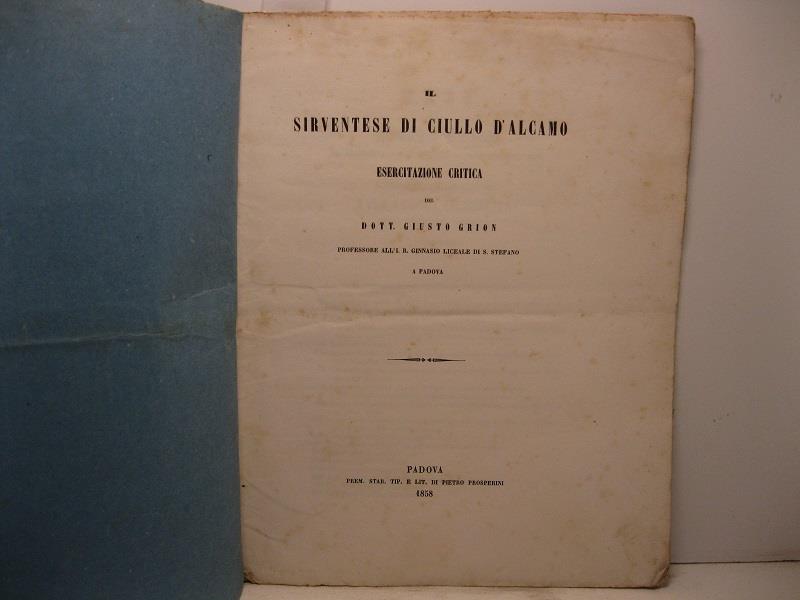 IL
SIRVENTESE DI CIULLO D'ALCAMO
ESERCITAZIONE CRITICA
DEL
DOTT. GIUSTO GRION
PROFESSORE ALL'I. R. GINNASIO LICEALE DI S. STEFANO
A PADOVA
PADOVA
PREM. STAB. TIP. E LIT. DI PIETRO PROSPERINI
1858